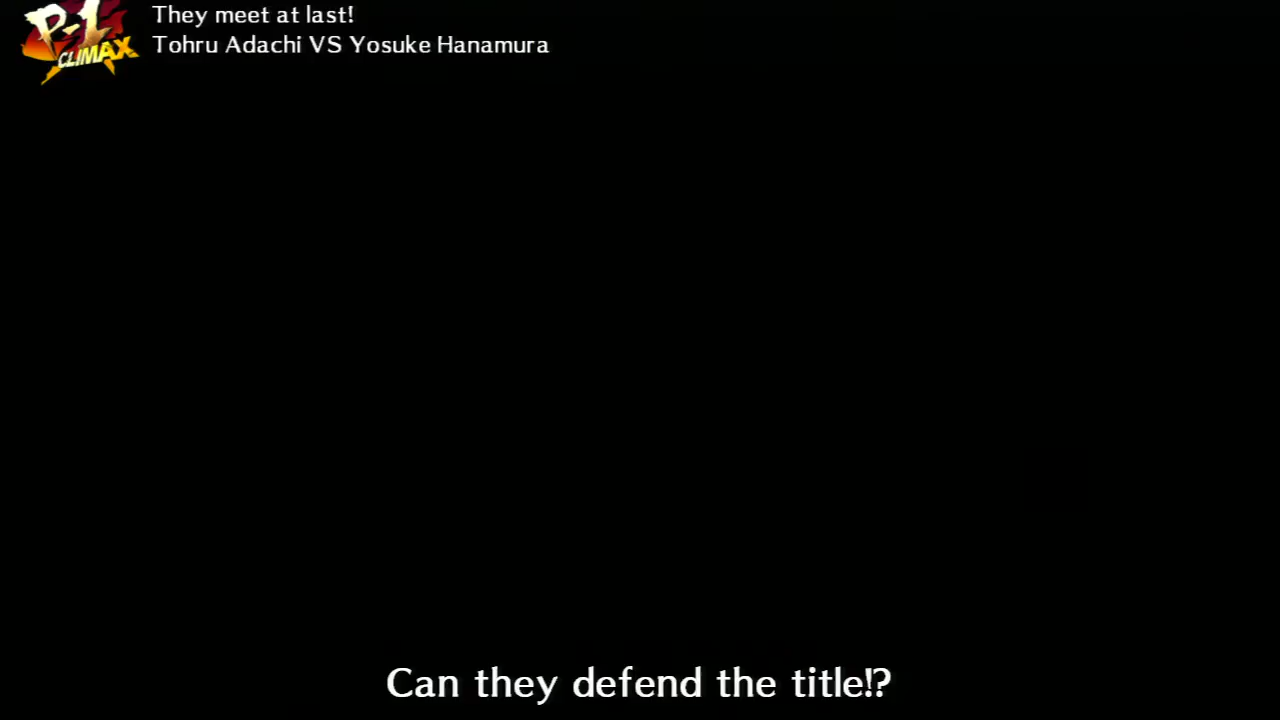 P-1
CLIMAX
They meet at last!
Tohru Adachi VS Yosuke Hanamura
Can they defend the title!?